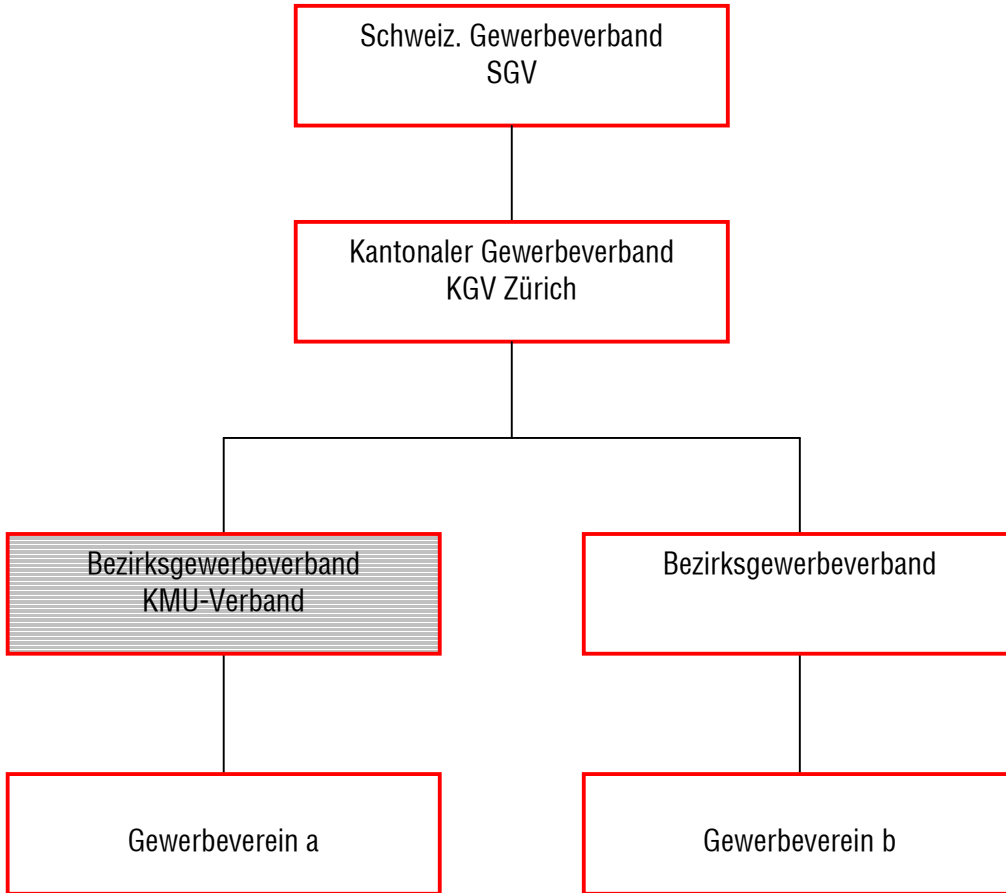 Schweiz. Gewerbeverband
SGV
Kantonaler Gewerbeverband
KGV Zürich
Bezirksgewerbeverband
KMU-Verband
Bezirksgewerbeverband
Gewerbeverein a
Gewerbeverein b